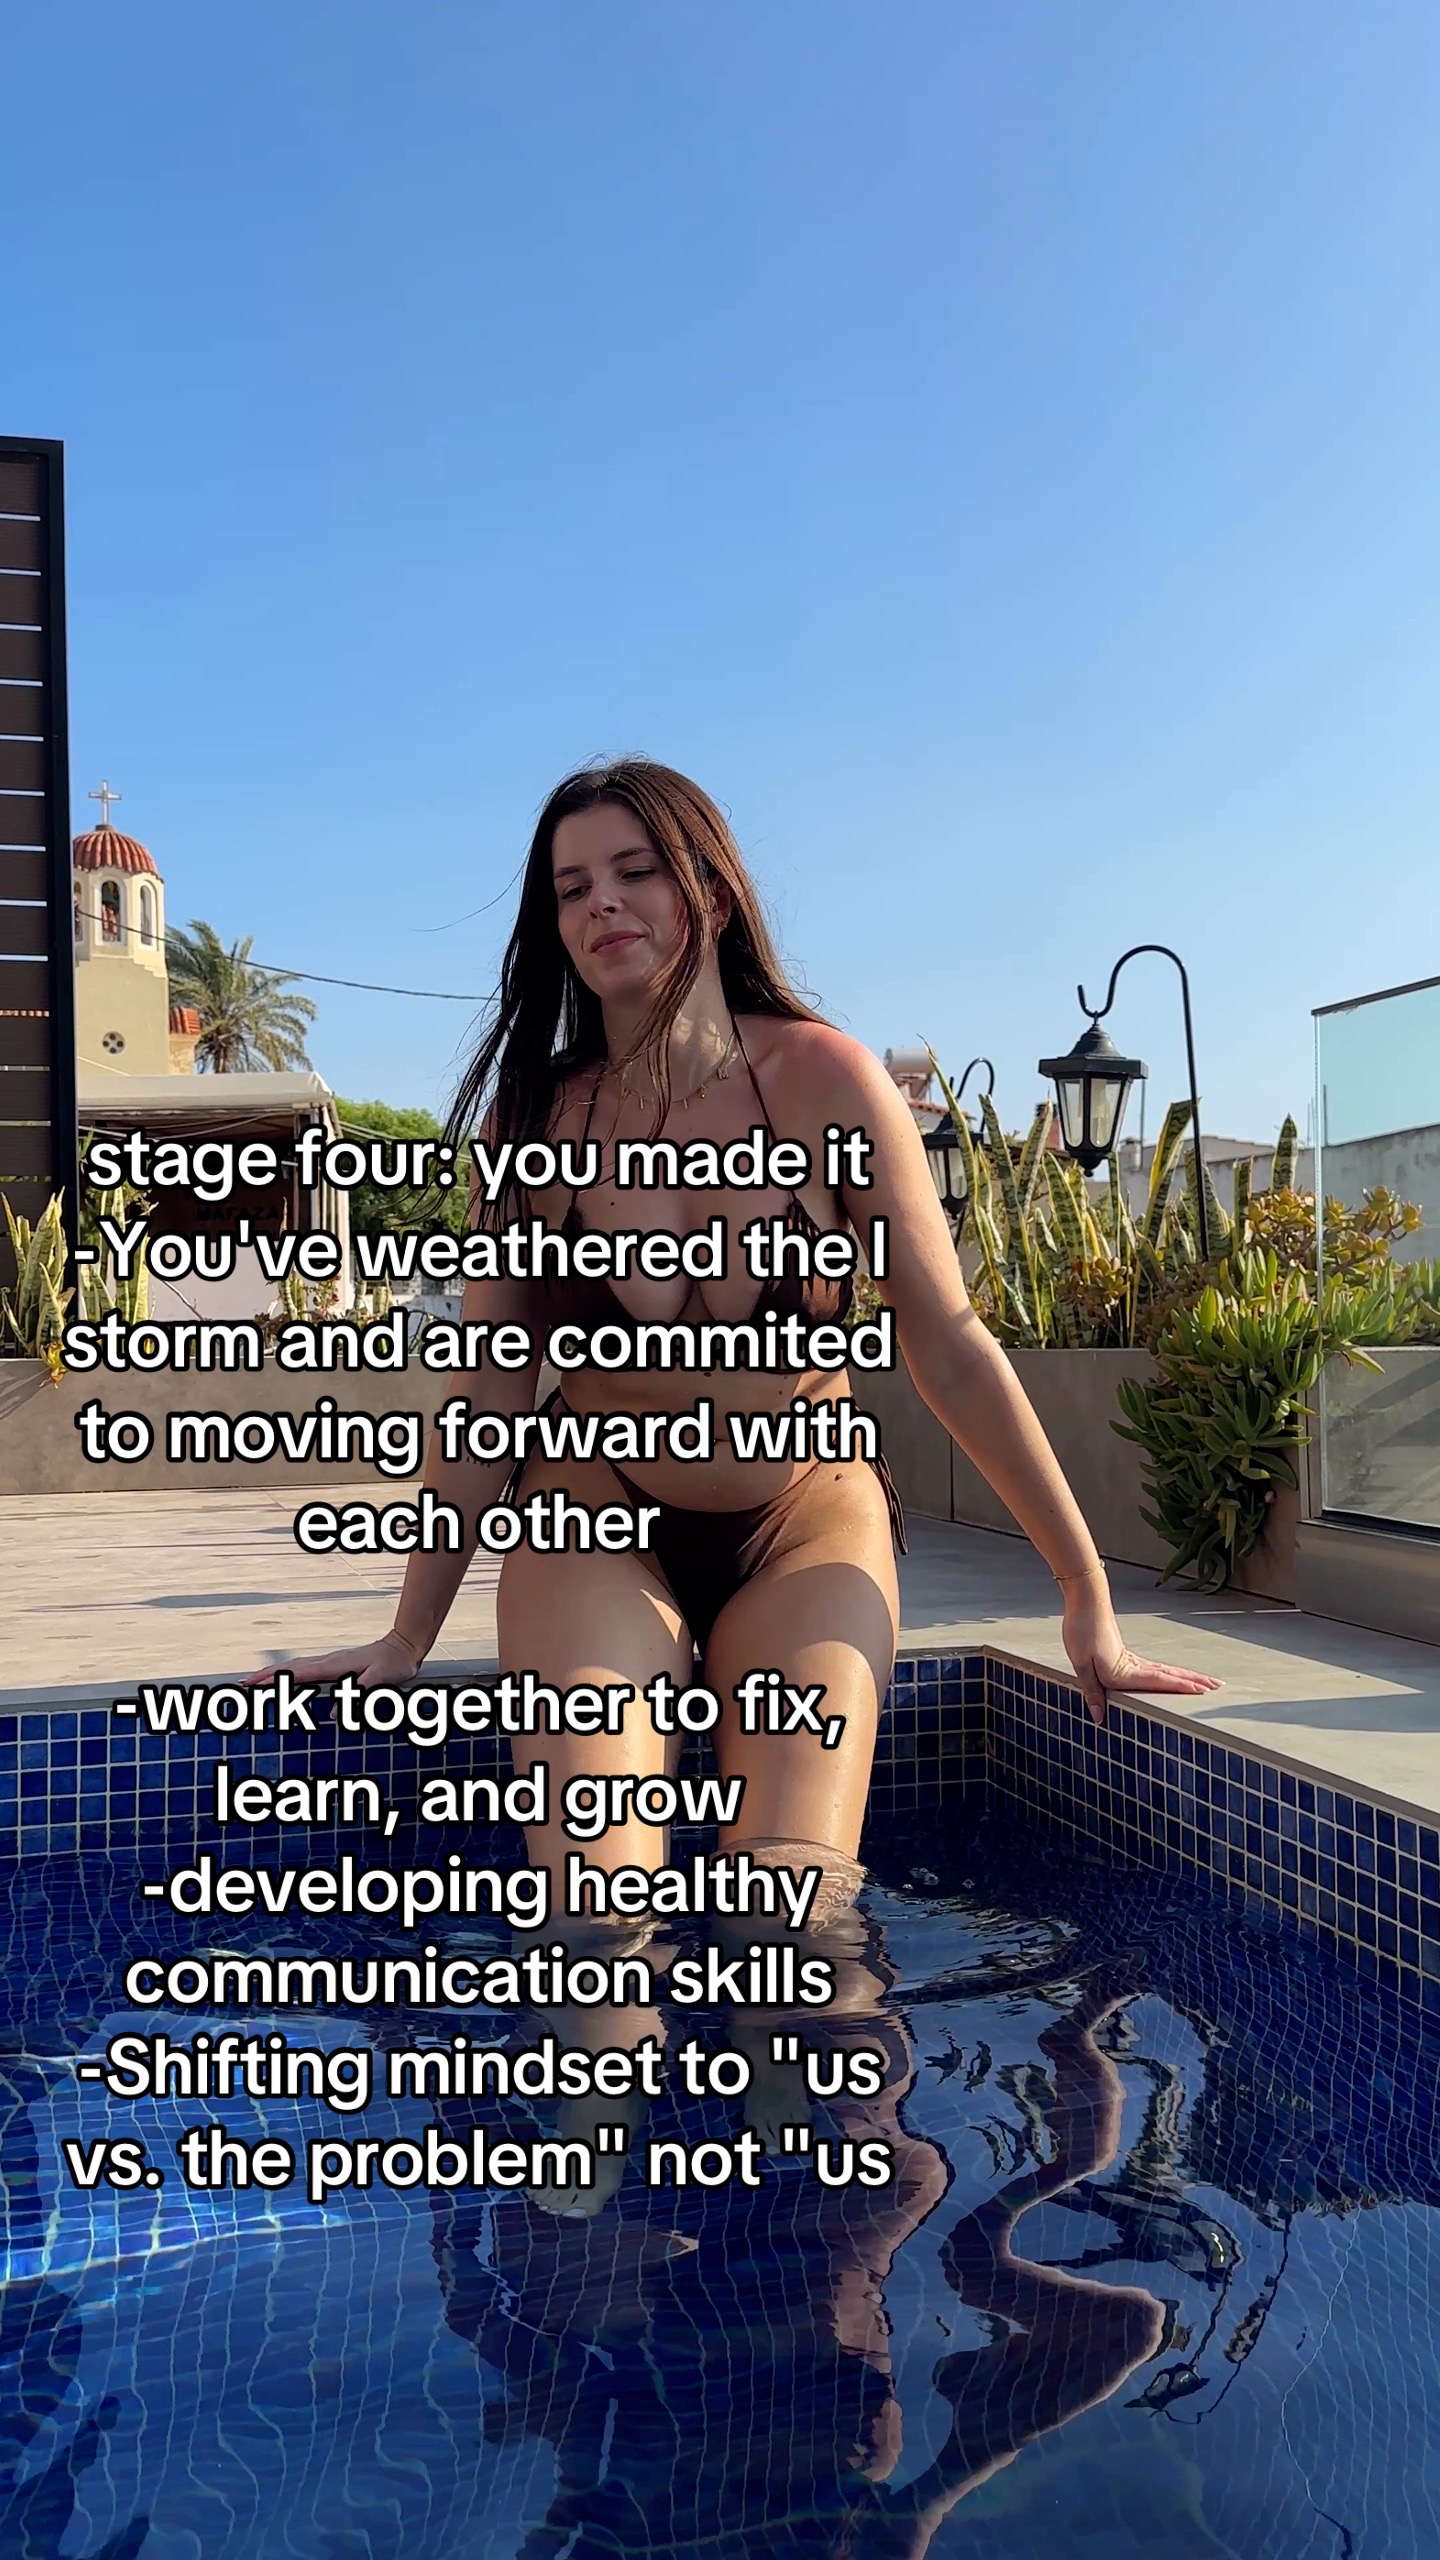 stage four: you made it
-You've weathered the l
storm and are commited
to moving forward with
each other
-work together to fix,
learn, and grow
-developing healthy
communication skills
-Shifting mindset to "us
vs. the problem" not "us